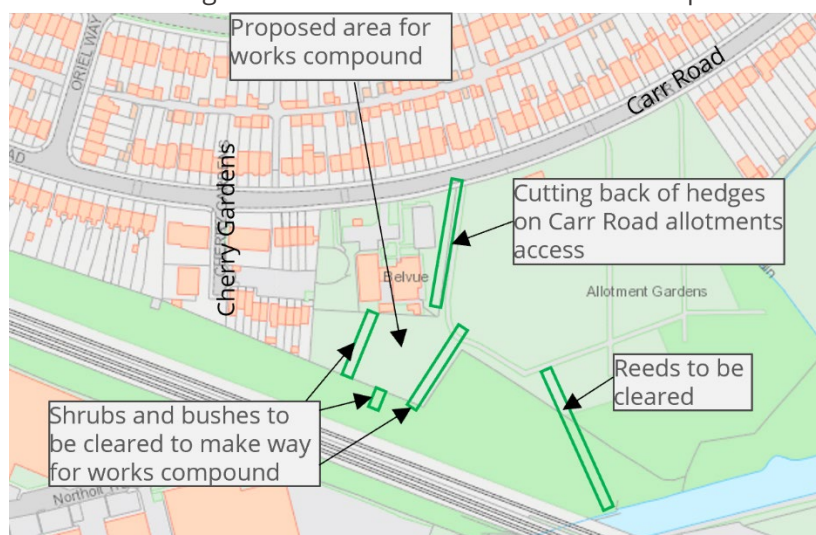 Proposed area for
works compound
ORIEL WAY
Carr Road
AD
Cherry Gardens
Cutting back of hedges
on Carr Road allotments
access
Belvue
Allotment Gardens
Reeds to be
cleared
Shrubs and bushes to
be cleared to make way
for works compound
Northolt